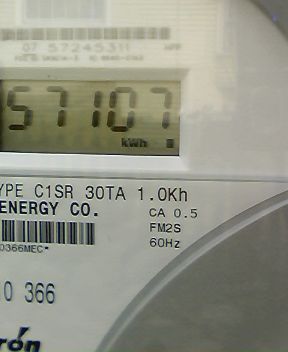 07 57245311
57107
kWh
YPE C1SR 30TA 1.0Kh
ENERGY CO.
CA 0.5
FM2S
60Hz
0366MEC*
0 366
rón